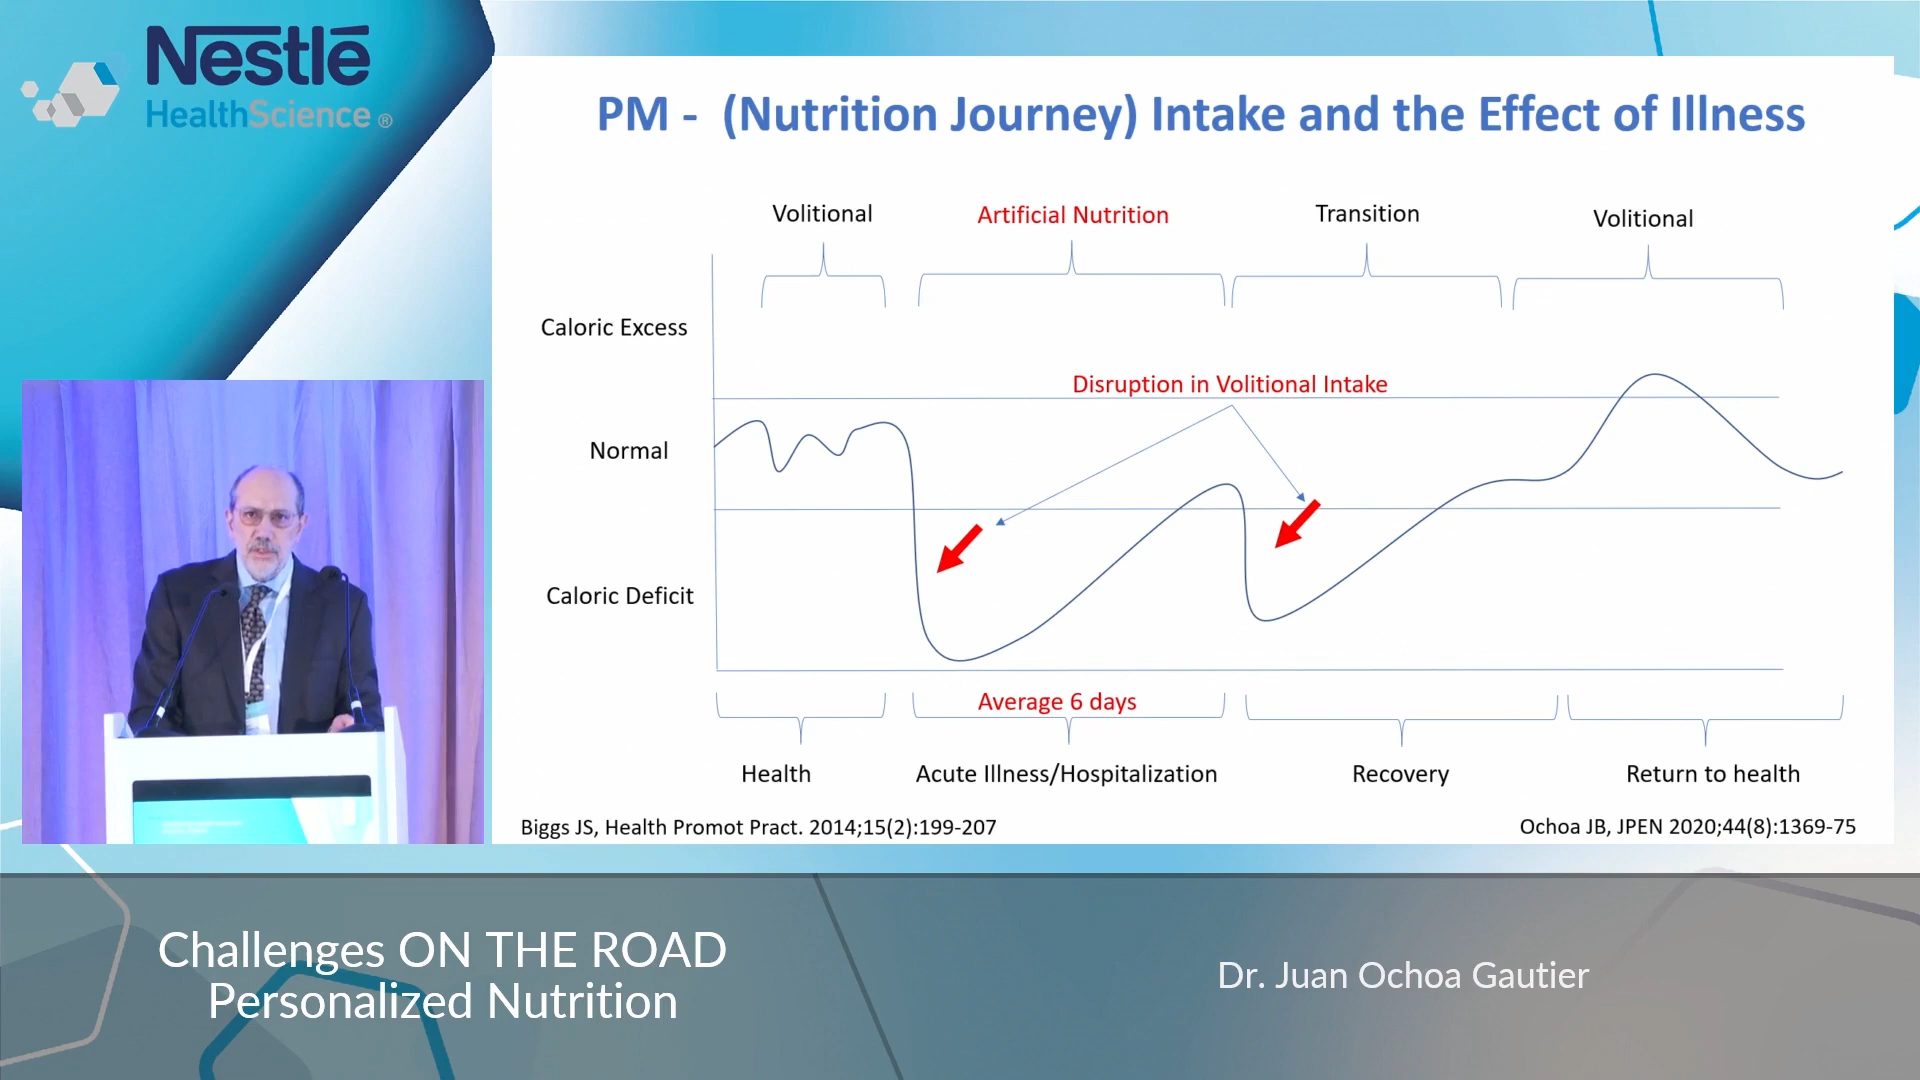 Nestlé
HealthScience ®
PM - (Nutrition Journey) Intake and the Effect of Illness
Volitional
Artificial Nutrition
Transition
Volitional
Caloric Excess
Disruption in Volitional Intake
Normal
Caloric Deficit
Average 6 days
Health
Acute Illness/Hospitalization
Recovery
Return to health
Biggs JS, Health Promot Pract. 2014;15(2):199-207
Ochoa JB, JPEN 2020;44(8):1369-75
Challenges ON THE ROAD
Personalized Nutrition
Dr. Juan Ochoa Gautier